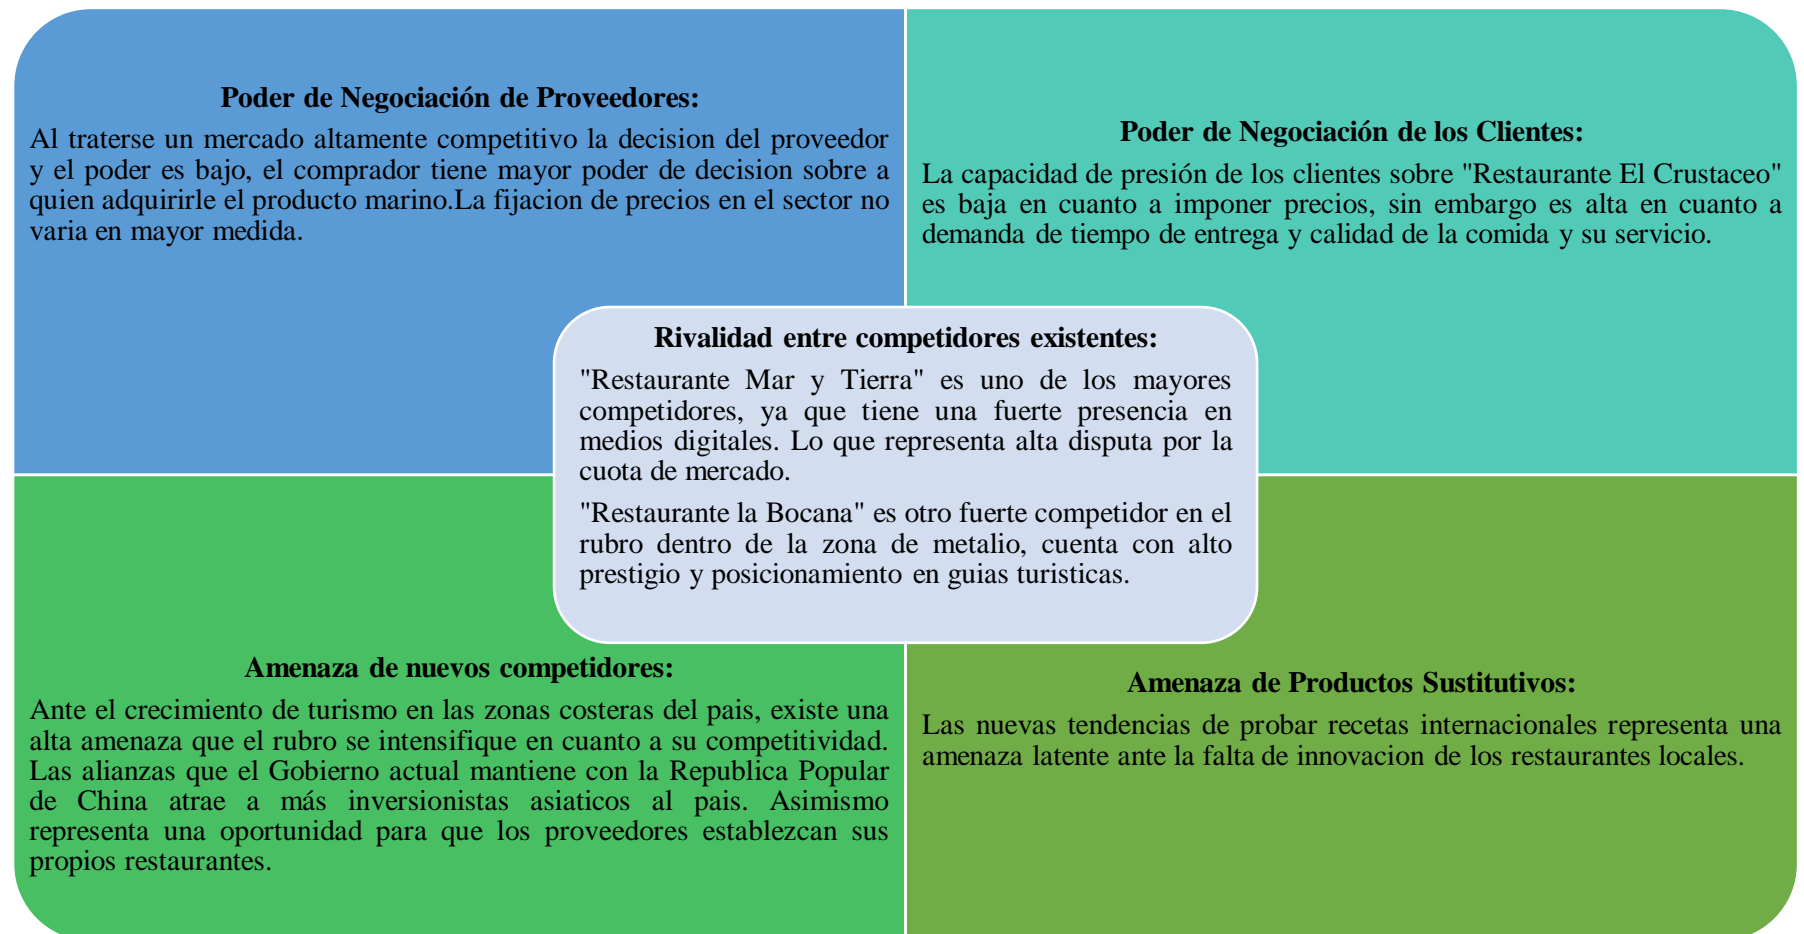 Poder de Negociación de Proveedores:
Al traterse un mercado altamente competitivo la decision del proveedor
y el poder es bajo, el comprador tiene mayor poder de decision sobre a
quien adquirirle el producto marino.La fijacion de precios en el sector no
varia en mayor medida.
Poder de Negociación de los Clientes:
La capacidad de presión de los clientes sobre "Restaurante El Crustaceo"
es baja en cuanto a imponer precios, sin embargo es alta en cuanto a
demanda de tiempo de entrega y calidad de la comida y su servicio.
Rivalidad entre competidores existentes:
"Restaurante Mar y Tierra" es uno de los mayores
competidores, ya que tiene una fuerte presencia en
medios digitales. Lo que representa alta disputa por la
cuota de mercado.
"Restaurante la Bocana" es otro fuerte competidor en el
rubro dentro de la zona de metalio, cuenta con alto
prestigio y posicionamiento en guias turisticas.
Amenaza de nuevos competidores:
Ante el crecimiento de turismo en las zonas costeras del pais, existe una
alta amenaza que el rubro se intensifique en cuanto a su competitividad.
Las alianzas que el Gobierno actual mantiene con la Republica Popular
de China atrae a más inversionistas asiaticos al pais. Asimismo
representa una oportunidad para que los proveedores establezcan sus
propios restaurantes.
Amenaza de Productos Sustitutivos:
Las nuevas tendencias de probar recetas internacionales representa una
amenaza latente ante la falta de innovacion de los restaurantes locales.